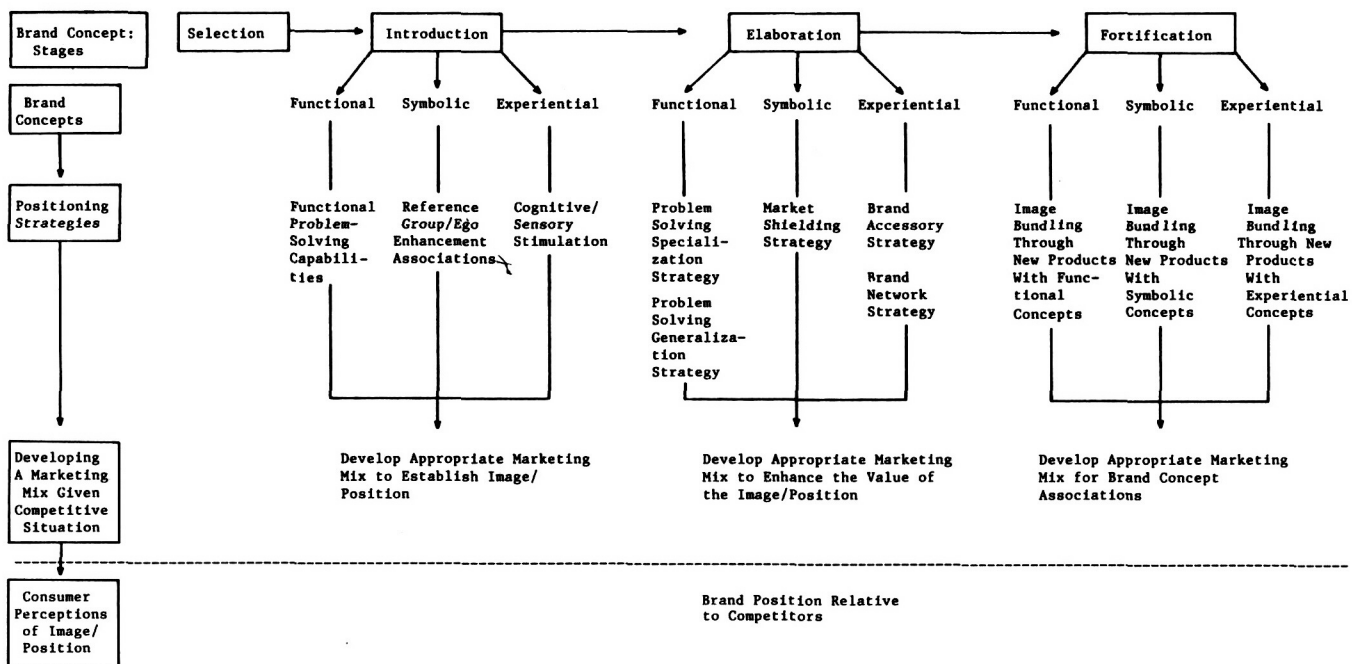 Brand Concept:
Stages
Selection
Introduction
Elaboration
Fortification
Brand
Concepts
Functional
Symbolic
Experiential
Functional
Symbolic
Experiential
Functional
Symbolic
Experiential
Positioning
Strategies
Functional
Problem-
Solving
Capabili-
ties
Reference
Group/Ego
Enhancement
Associations
Cognitive/
Sensory
Stimulation
Problem
Solving
Speciali-
zation
Strategy
Problem
Solving
Generaliza-
tion
Strategy
Market
Shielding
Strategy
Brand
Accessory
Strategy
Brand
Network
Strategy
Image
Bundling
Through
New Products
With Func-
tional
Concepts
Image
Bundling
Through
New Products
With
Symbolic
Concepts
Image
Bundling
Through New
Products
With
Experiential
Concepts
Developing
A Marketing
Mix Given
Competitive
Situation
Develop Appropriate Marketing
Mix to Establish Image/
Position
Develop Appropriate Marketing
Mix to Enhance the Value of
the Image/Position
Develop Appropriate Marketing
Mix for Brand Concept
Associations
Consumer
Perceptions
of Image/
Position
Brand Position Relative
to Competitors